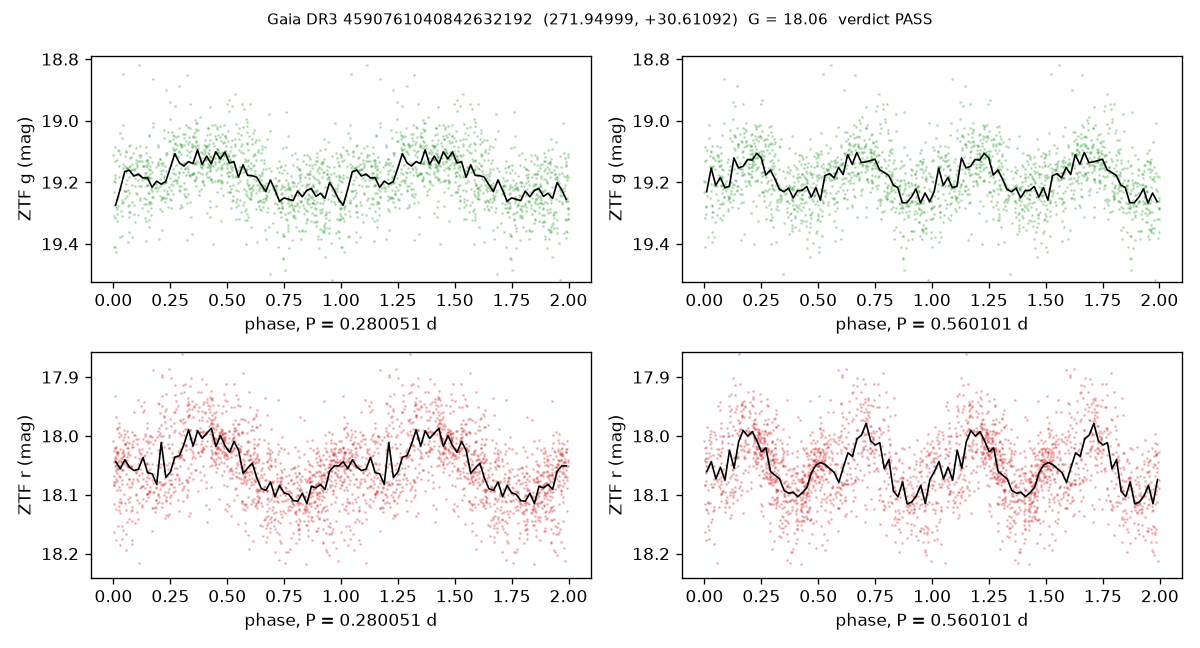 Gaia DR3 4590761040842632192  (271.94999, +30.61092)  G = 18.06  verdict PASS
ZTF g (mag)
18.8
19.0
19.2
19.4
0.00 0.25 0.50 0.75 1.00 1.25 1.50 1.75 2.00
phase, P = 0.280051 d
ZTF g (mag)
18.8
19.0
19.2
19.4
0.00 0.25 0.50 0.75 1.00 1.25 1.50 1.75 2.00
phase, P = 0.560101 d
ZTF r (mag)
17.9
18.0
18.1
18.2
0.00 0.25 0.50 0.75 1.00 1.25 1.50 1.75 2.00
phase, P = 0.280051 d
ZTF r (mag)
17.9
18.0
18.1
18.2
0.00 0.25 0.50 0.75 1.00 1.25 1.50 1.75 2.00
phase, P = 0.560101 d